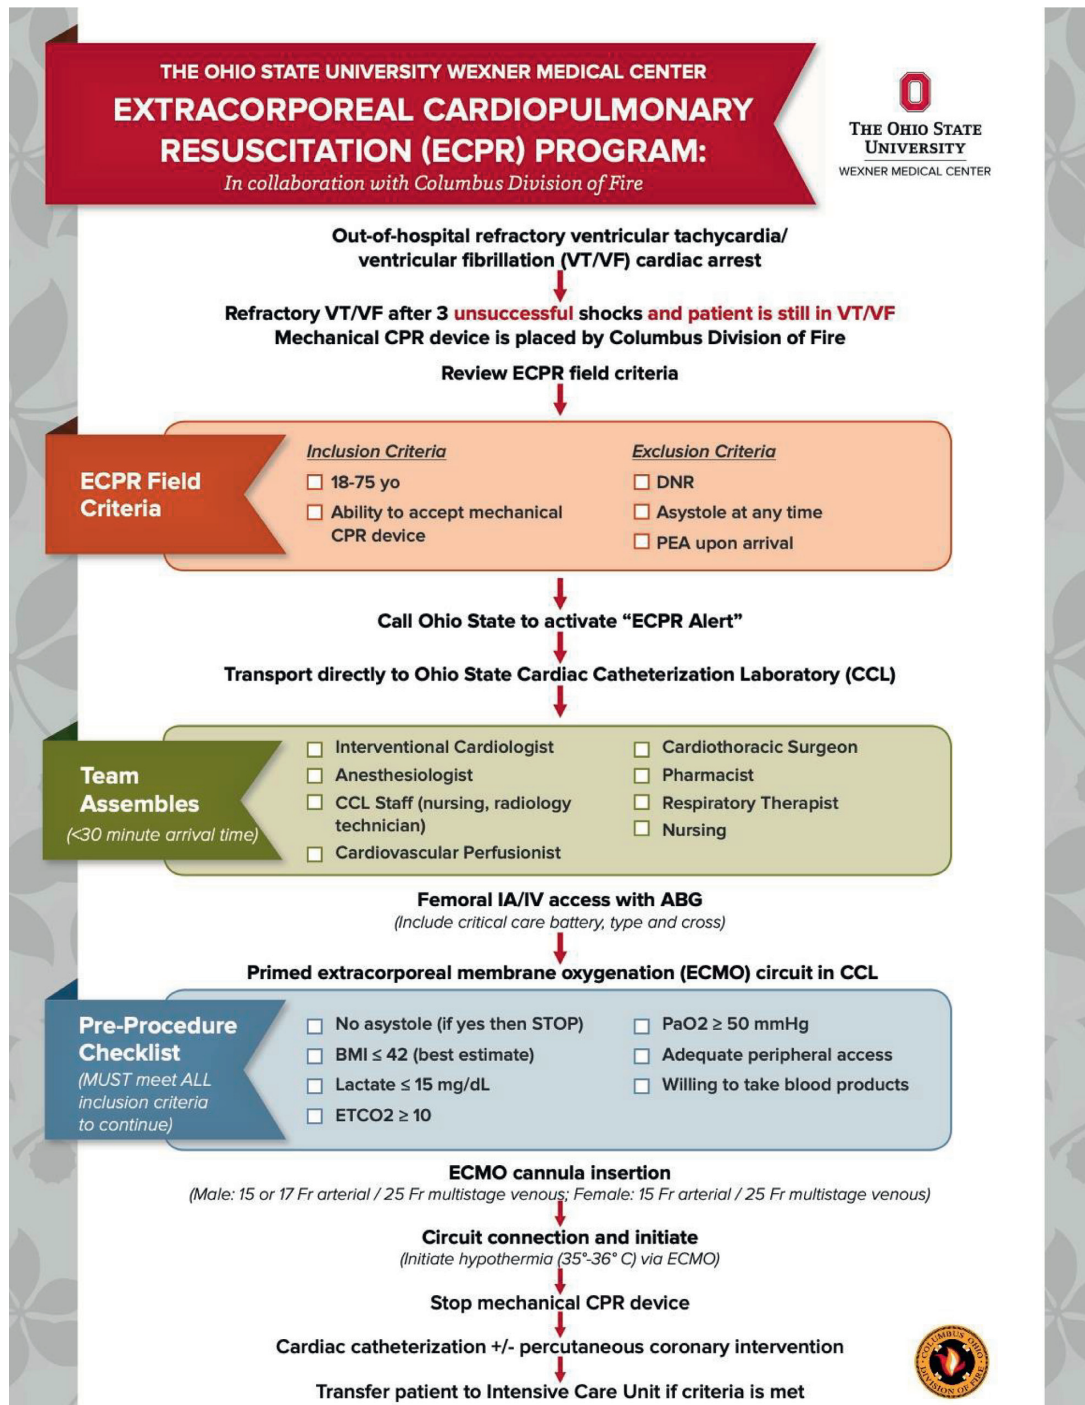 THE OHIO STATE UNIVERSITY WEXNER MEDICAL CENTER
EXTRACORPOREAL CARDIOPULMONARY
RESUSCITATION (ECPR) PROGRAM:
In collaboration with Columbus Division of Fire
THE OHIO STATE
UNIVERSITY
WEXNER MEDICAL CENTER
Out-of-hospital refractory ventricular tachycardia/
ventricular fibrillation (VT/VF) cardiac arrest
Refractory VT/VF after 3 unsuccessful shocks and patient is still in VT/VF
Mechanical CPR device is placed by Columbus Division of Fire
Review ECPR field criteria
ECPR Field
Criteria
Inclusion Criteria
18-75 yo
Ability to accept mechanical
CPR device
Exclusion Criteria
DNR
Asystole at any time
PEA upon arrival
Call Ohio State to activate “ECPR Alert”
Transport directly to Ohio State Cardiac Catheterization Laboratory (CCL)
Team
Assembles
(<30 minute arrival time)
Interventional Cardiologist
Anesthesiologist
CCL Staff (nursing, radiology
technician)
Cardiovascular Perfusionist
Cardiothoracic Surgeon
Pharmacist
Respiratory Therapist
Nursing
Femoral IA/IV access with ABG
(Include critical care battery, type and cross)
Primed extracorporeal membrane oxygenation (ECMO) circuit in CCL
Pre-Procedure
Checklist
(MUST meet ALL
inclusion criteria
to continue)
No asystole (if yes then STOP)
BMI ≤ 42 (best estimate)
Lactate ≤ 15 mg/dL
ETCO2 ≥ 10
PaO2 ≥ 50 mmHg
Adequate peripheral access
Willing to take blood products
ECMO cannula insertion
(Male: 15 or 17 Fr arterial / 25 Fr multistage venous; Female: 15 Fr arterial / 25 Fr multistage venous)
Circuit connection and initiate
(Initiate hypothermia (35°-36° C) via ECMO)
Stop mechanical CPR device
Cardiac catheterization +/- percutaneous coronary intervention
Transfer patient to Intensive Care Unit if criteria is met
COLUMBUS OHIO
DIVISION OF FIRE